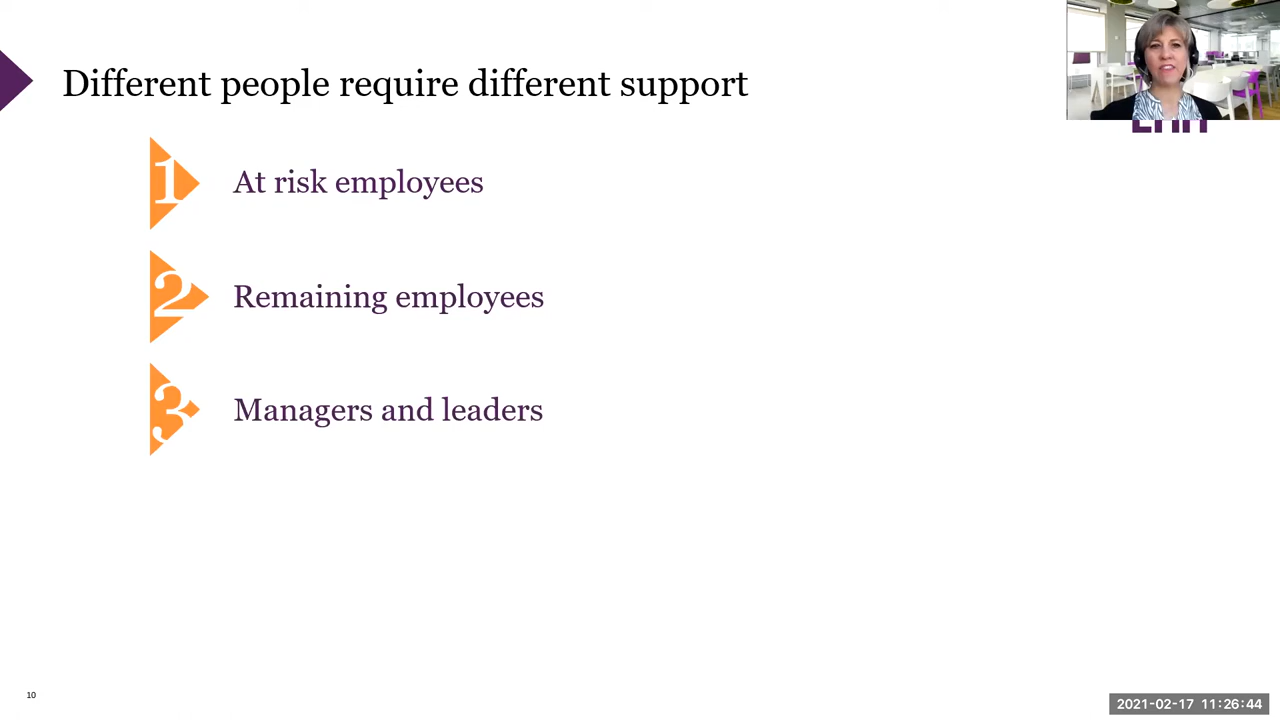 Different people require different support
1 At risk employees
2 Remaining employees
3 Managers and leaders
10
2021-02-17 11:26:44